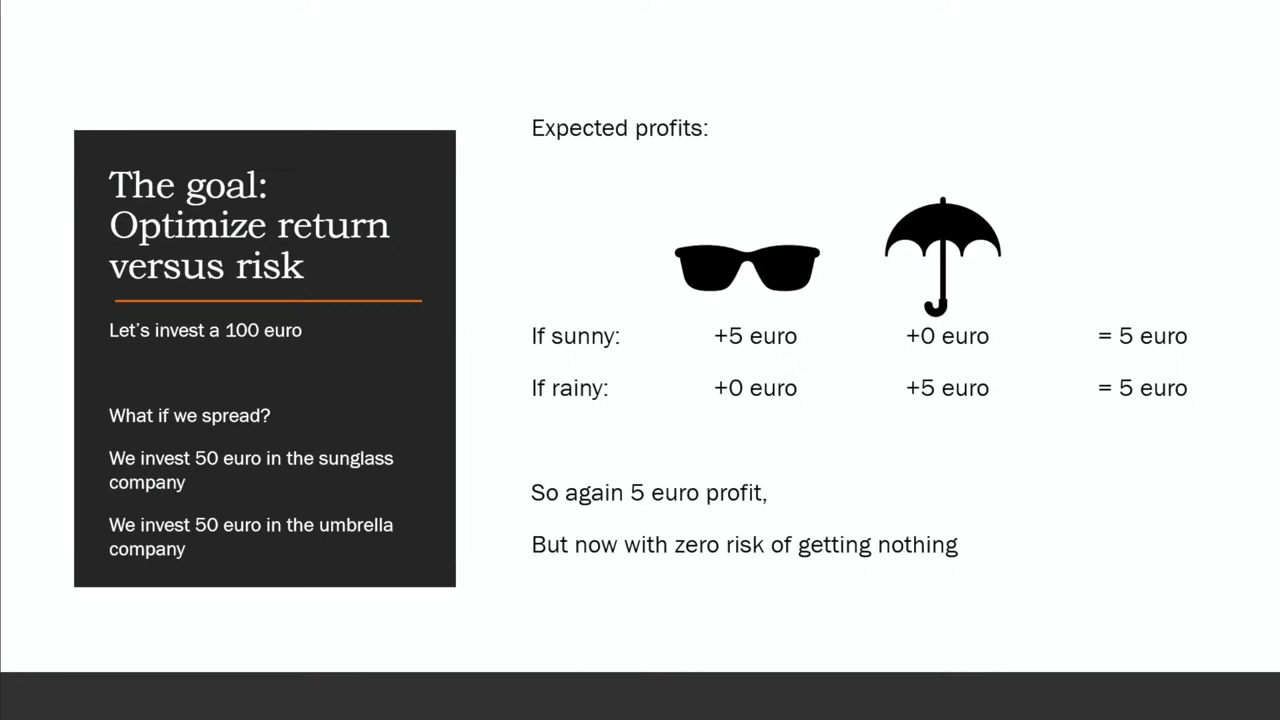 The goal:
Optimize return
versus risk
Let's invest a 100 euro
What if we spread?
We invest 50 euro in the sunglass
company
We invest 50 euro in the umbrella
company
Expected profits:
If sunny: +5 euro +0 euro = 5 euro
If rainy: +0 euro +5 euro = 5 euro
So again 5 euro profit,
But now with zero risk of getting nothing